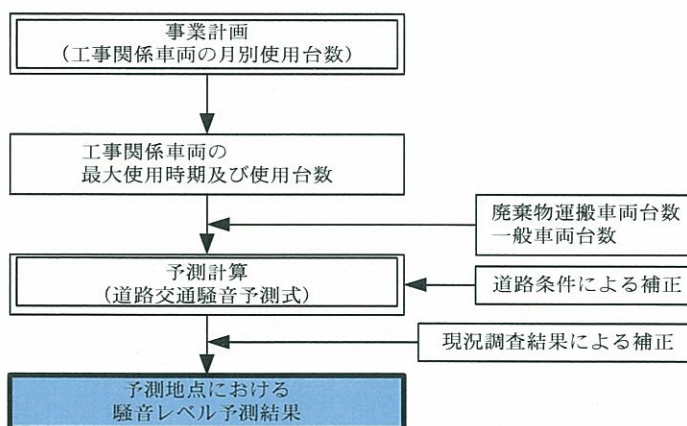 事業計画
（工事関係車両の月別使用台数）
工事関係車両の
最大使用時期及び使用台数
廃棄物運搬車両台数
一般車両台数
予測計算
（道路交通騒音予測式）
道路条件による補正
現況調査結果による補正
予測地点における
騒音レベル予測結果